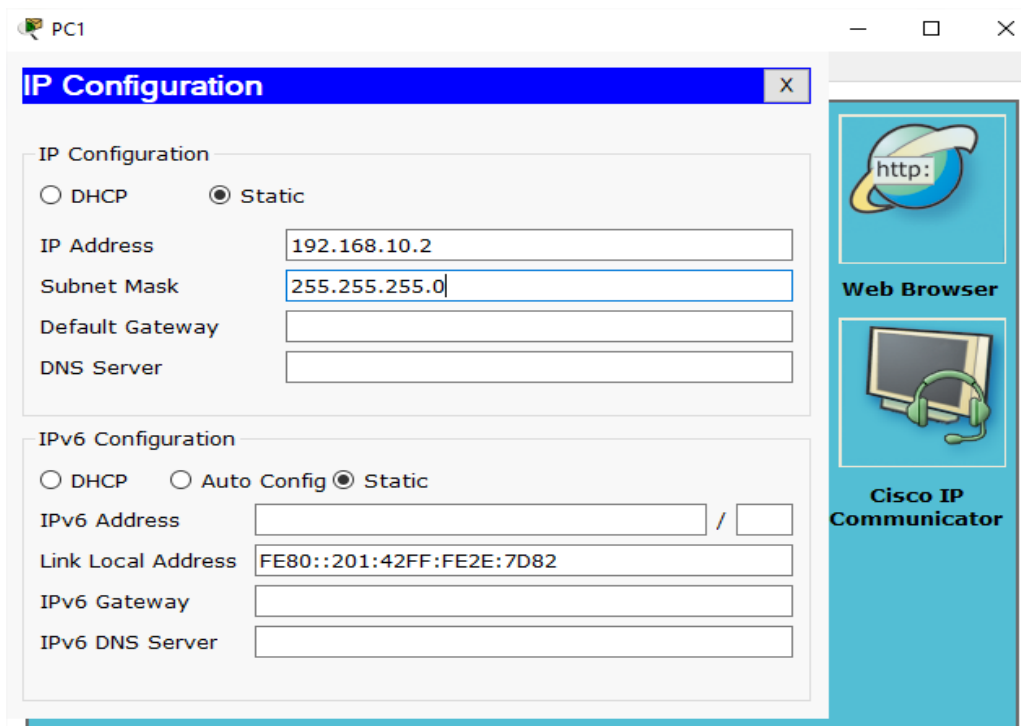 PC1
IP Configuration
X
IP Configuration
DHCP
Static
IP Address
192.168.10.2
Subnet Mask
255.255.255.0
Default Gateway
DNS Server
IPv6 Configuration
DHCP
Auto Config
Static
IPv6 Address
/
Link Local Address
FE80::201:42FF:FE2E:7D82
IPv6 Gateway
IPv6 DNS Server
http:
Web Browser
Cisco IP
Communicator